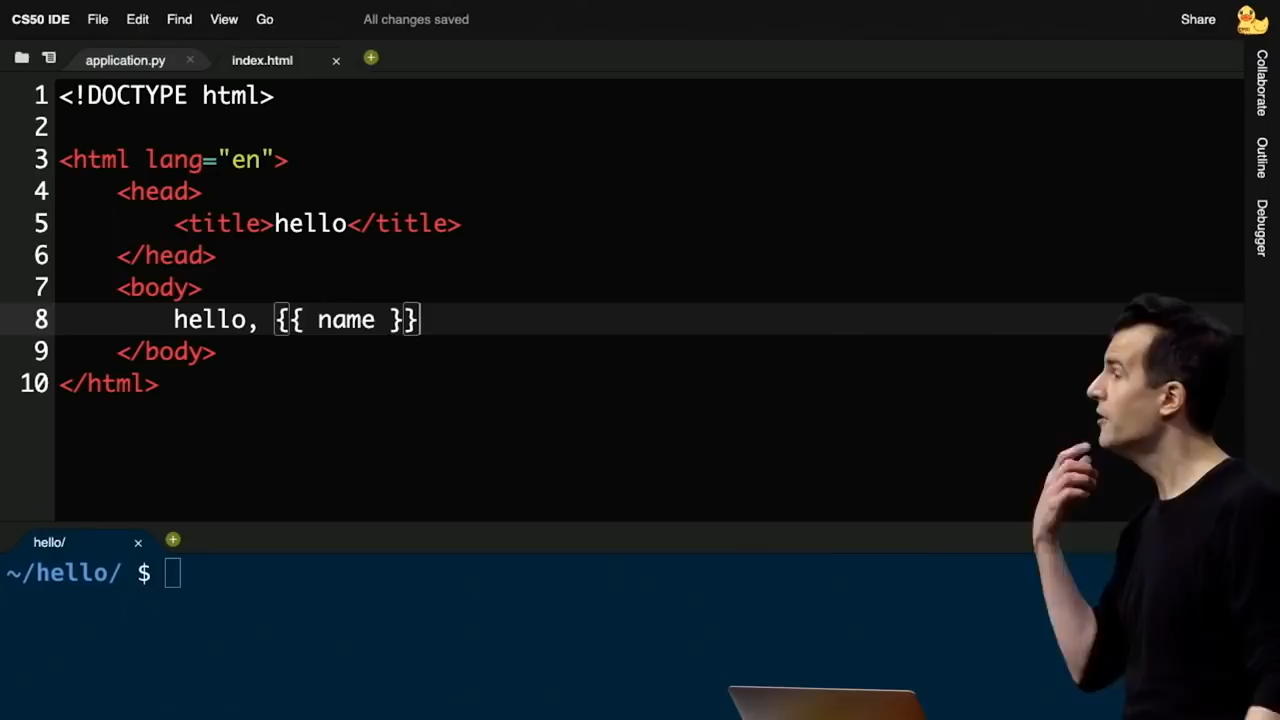 CS50 IDE File Edit Find View Go All changes saved Share
application.py × index.html ×
1 <!DOCTYPE html>
2
3 <html lang="en">
4     <head>
5         <title>hello</title>
6     </head>
7     <body>
8         hello, {{ name }}
9     </body>
10 </html>
Collaborate
Outline
Debugger
hello/ ×
~/hello/ $